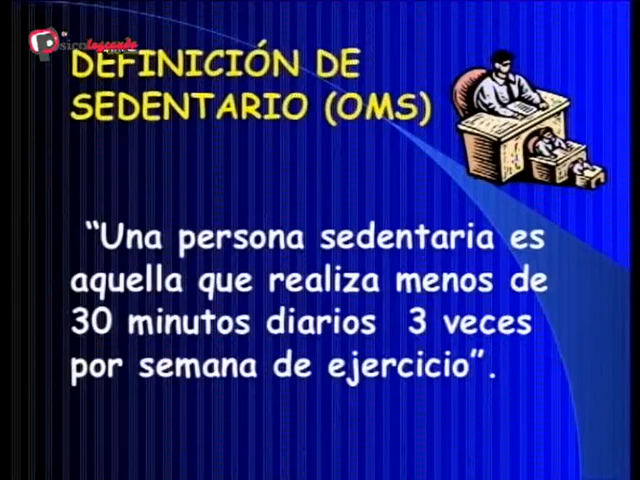 Psicologeando
DEFINICIÓN DE
SEDENTARIO (OMS)
“Una persona sedentaria es
aquella que realiza menos de
30 minutos diarios 3 veces
por semana de ejercicio”.